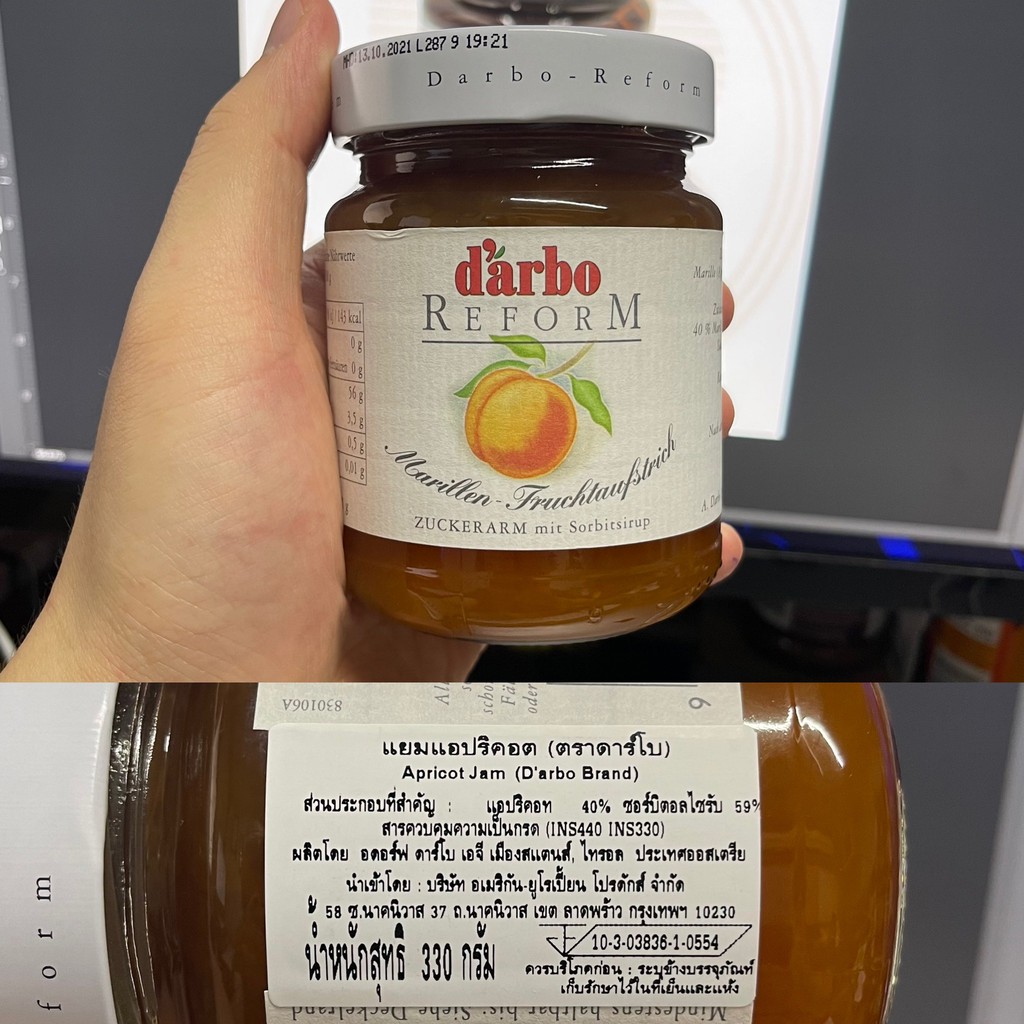 13.10.2021 L287 9 19:21
Darbo-Reform
d'arbo
REFORM
Marillen-Fruchtaufstrich
ZUCKERARM mit Sorbitsirup
Nährwerte
143 kcal
0 g
0 g
56 g
3,5 g
0,5 g
0,01 g
40 %
830106A
9
แยมแอปริคอต (ตราดาร์โบ)
Apricot Jam (D'arbo Brand)
ส่วนประกอบที่สำคัญ : แอปริคอท 40% ซอร์บิตอลไซรับ 59%
สารควบคุมความเป็นกรด (INS440 INS330)
ผลิตโดย อดอร์ฟ ดาร์โบ เอจี เมืองสแตนส์, ไทรอล ประเทศออสเตรีย
นำเข้าโดย : บริษัท อเมริกัน-ยูโรเปี้ยน โปรดักส์ จำกัด
58 ซ.นาคนิวาส 37 ถ.นาคนิวาส เขต ลาดพร้าว กรุงเทพฯ 10230
น้ำหนักสุทธิ 330 กรัม
10-3-03836-1-0554
ควรบริโภคก่อน : ระบุข้างบรรจุภัณฑ์
เก็บรักษาไว้ในที่เย็นและแห้ง
Mindestens haltbar bis: Siehe Deckelrand
form